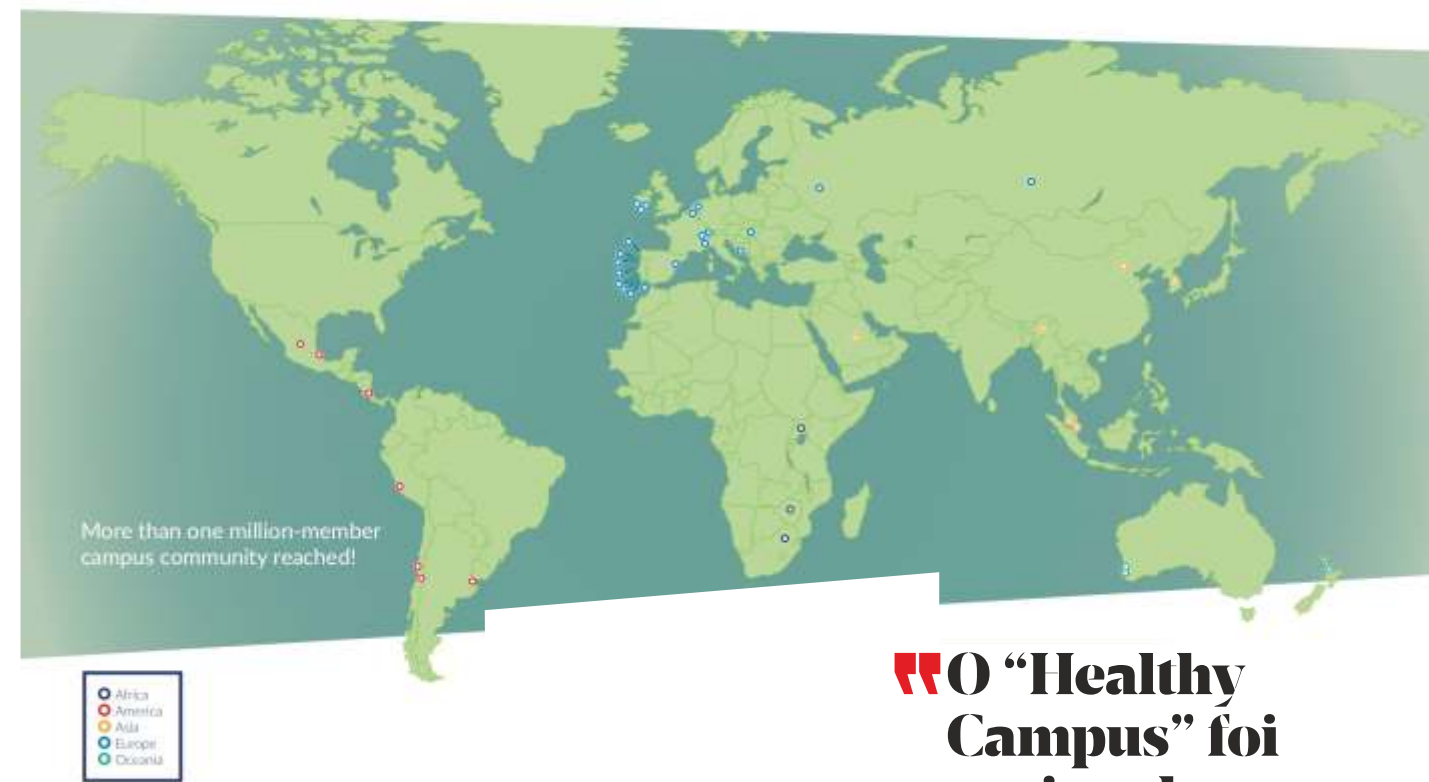 More than one million-member
campus community reached!
Africa
America
Asia
Europe
Oceania
O “Healthy
Campus” foi